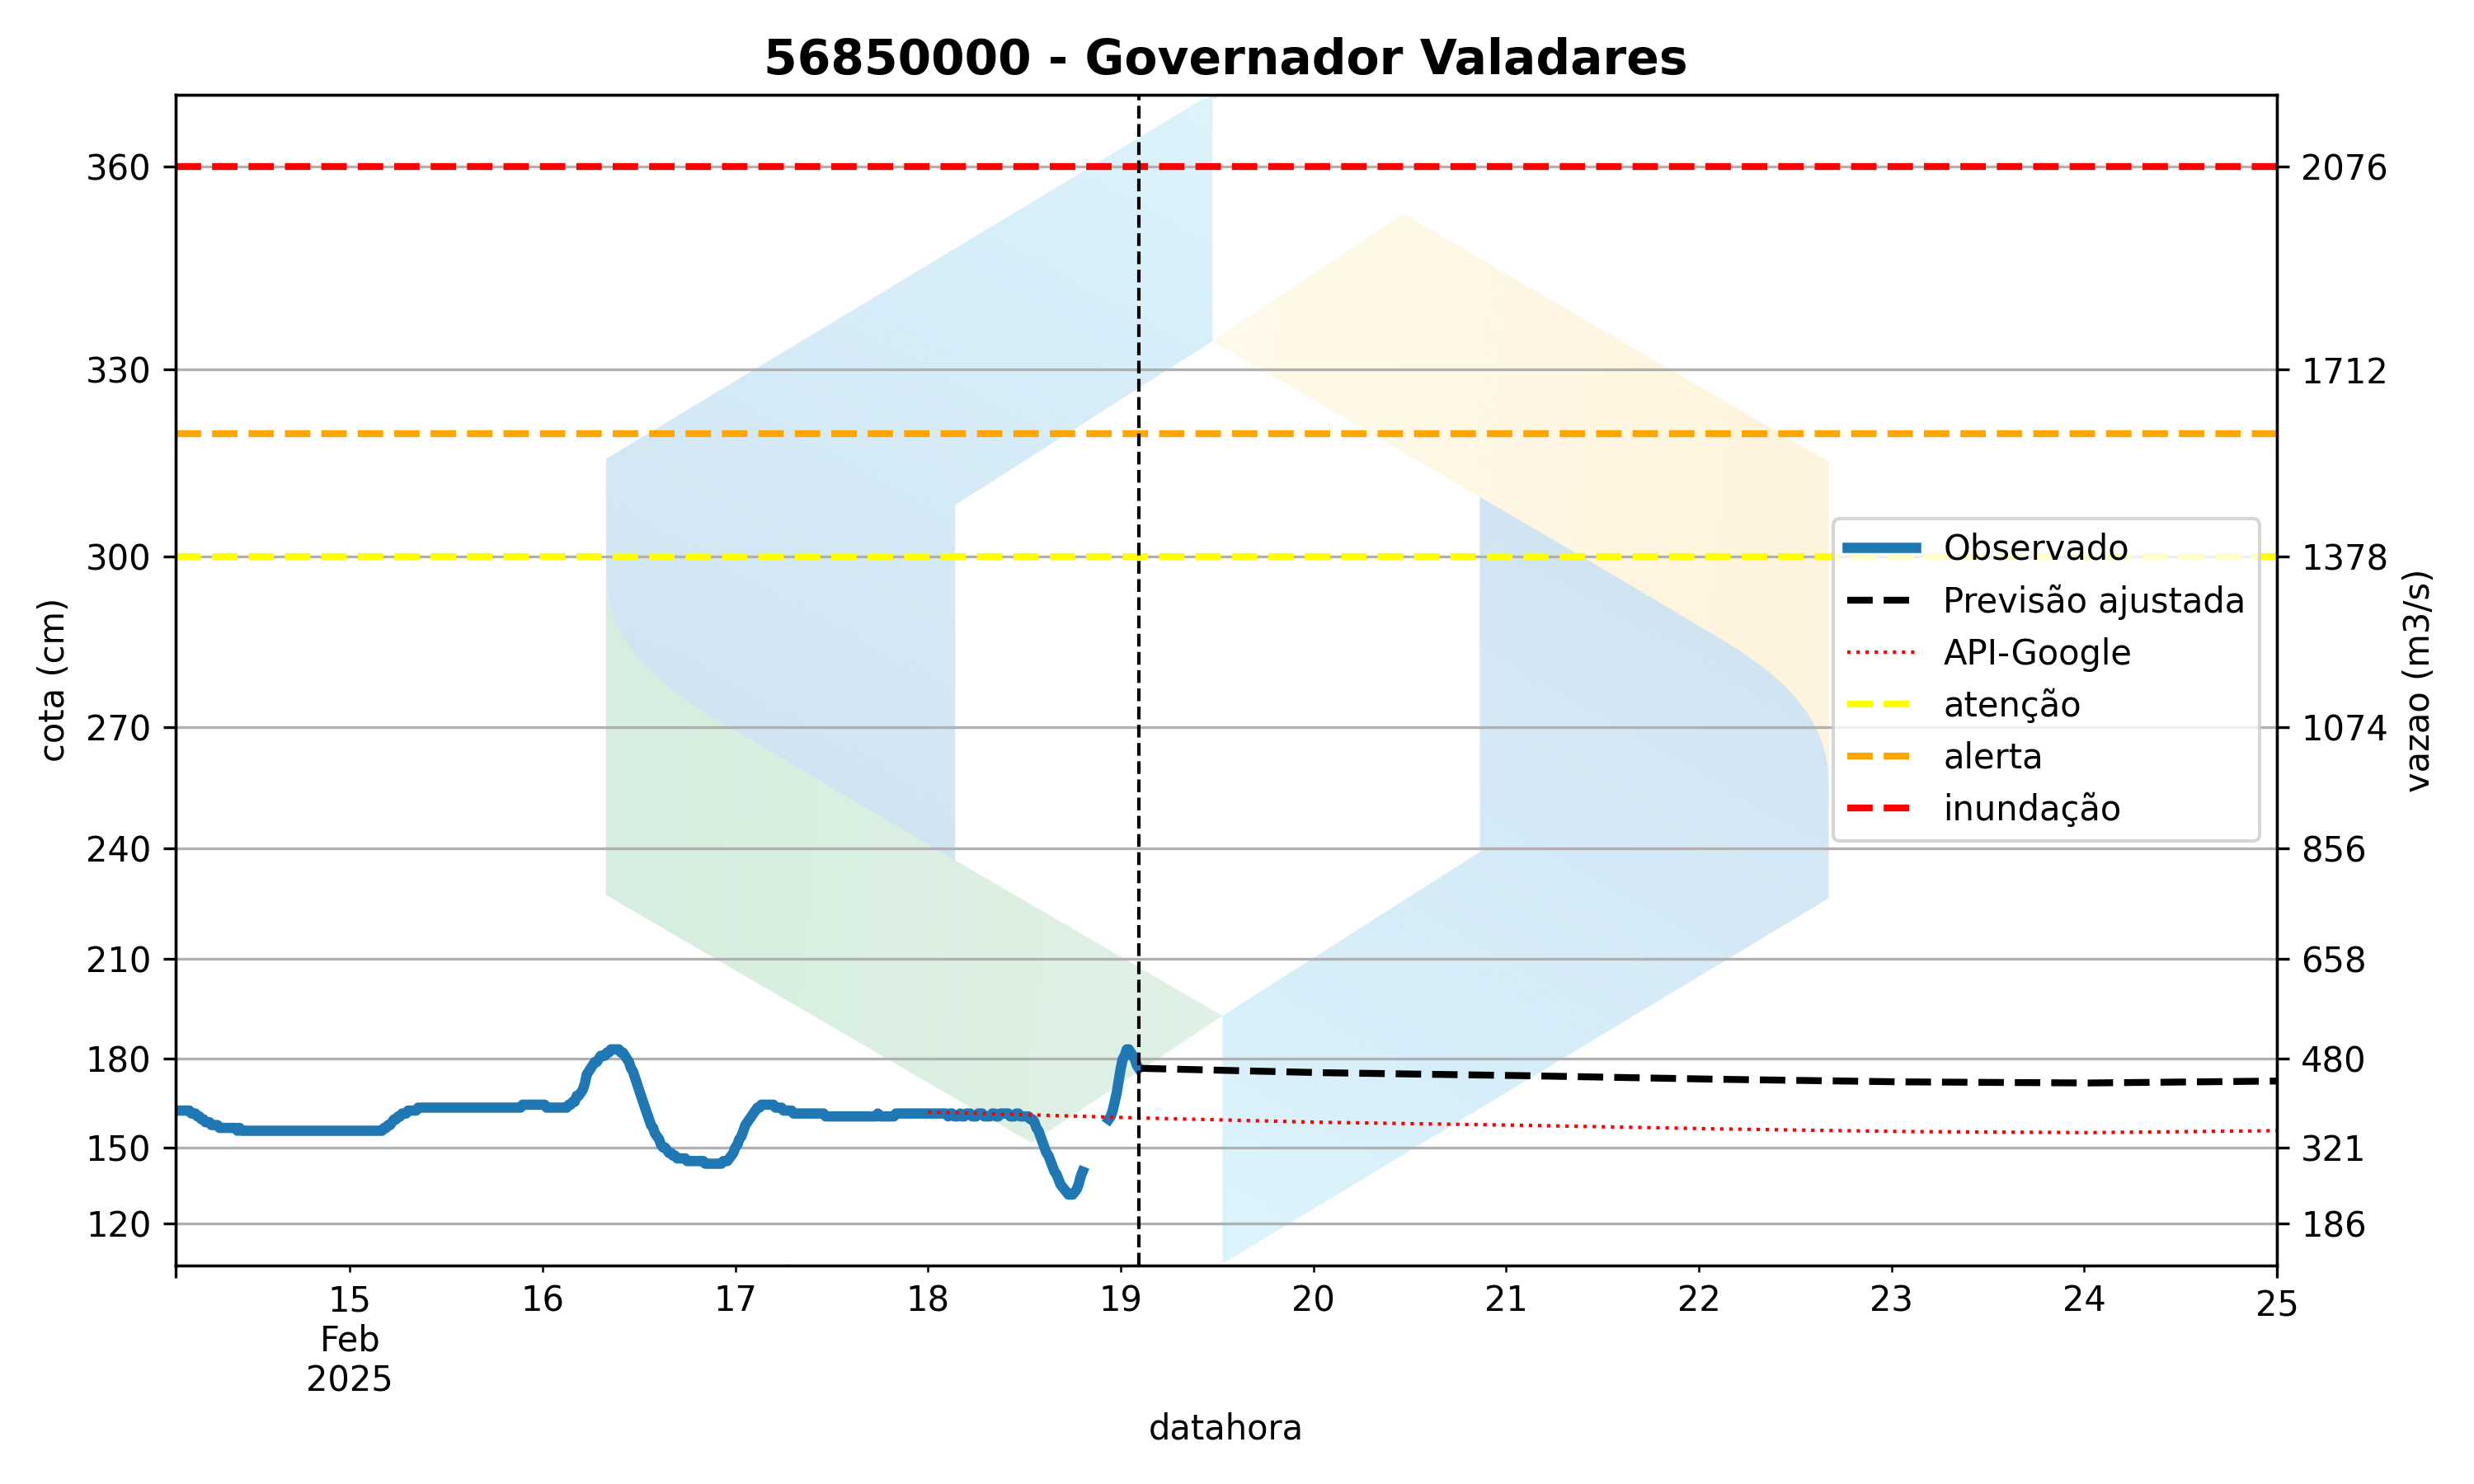 56850000 - Governador Valadares
360
330
300
270
240
210
180
150
120
cota (cm)
2076
1712
1378
1074
856
658
480
321
186
vazao (m3/s)
Observado
Previsão ajustada
API-Google
atenção
alerta
inundação
15 16 17 18 19 20 21 22 23 24 25
Feb
2025
datahora